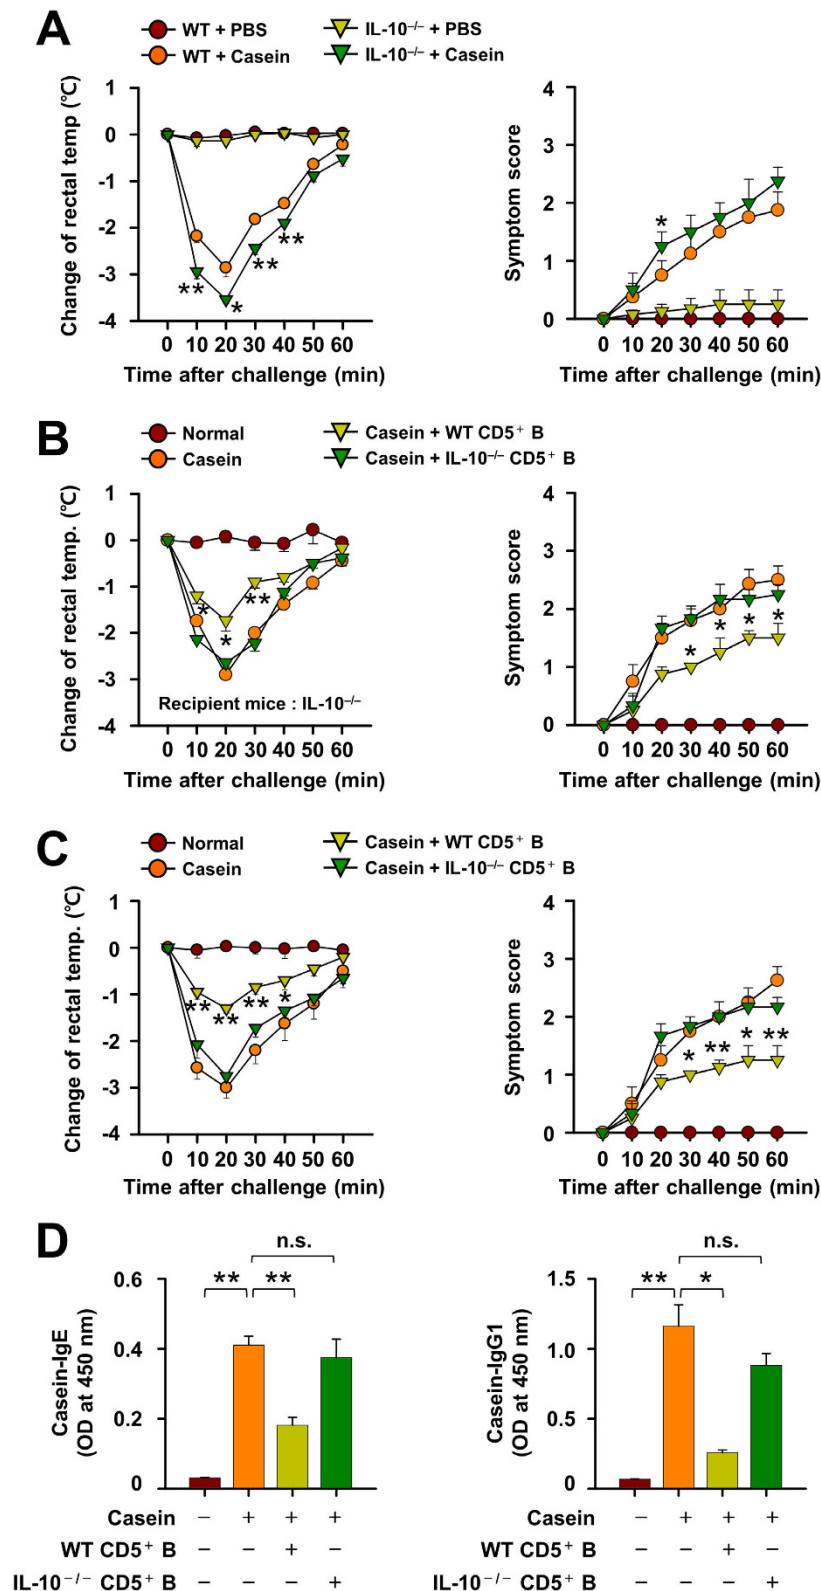 A
WT + PBS
IL-10−/− + PBS
WT + Casein
IL-10−/− + Casein
Change of rectal temp (℃)
1
0
-1
-2
-3
-4
**
*
**
**
0 10 20 30 40 50 60
Time after challenge (min)
Symptom score
4
3
2
1
0
*
0 10 20 30 40 50 60
Time after challenge (min)
B
Normal
Casein + WT CD5+ B
Casein
Casein + IL-10−/− CD5+ B
Change of rectal temp. (℃)
1
0
-1
-2
-3
-4
*
*
**
Recipient mice : IL-10−/−
0 10 20 30 40 50 60
Time after challenge (min)
Symptom score
4
3
2
1
0
* * * *
0 10 20 30 40 50 60
Time after challenge (min)
C
Normal
Casein + WT CD5+ B
Casein
Casein + IL-10−/− CD5+ B
Change of rectal temp. (℃)
1
0
-1
-2
-3
-4
** ** ** *
0 10 20 30 40 50 60
Time after challenge (min)
Symptom score
4
3
2
1
0
* ** * **
0 10 20 30 40 50 60
Time after challenge (min)
D
Casein-IgE
(OD at 450 nm)
0.6
0.4
0.2
0
n.s.
** **
Casein − + + +
WT CD5+ B − − + −
IL-10−/− CD5+ B − − − +
Casein-IgG1
(OD at 450 nm)
1.5
1.0
0.5
0
n.s.
** *
Casein − + + +
WT CD5+ B − − + −
IL-10−/− CD5+ B − − − +